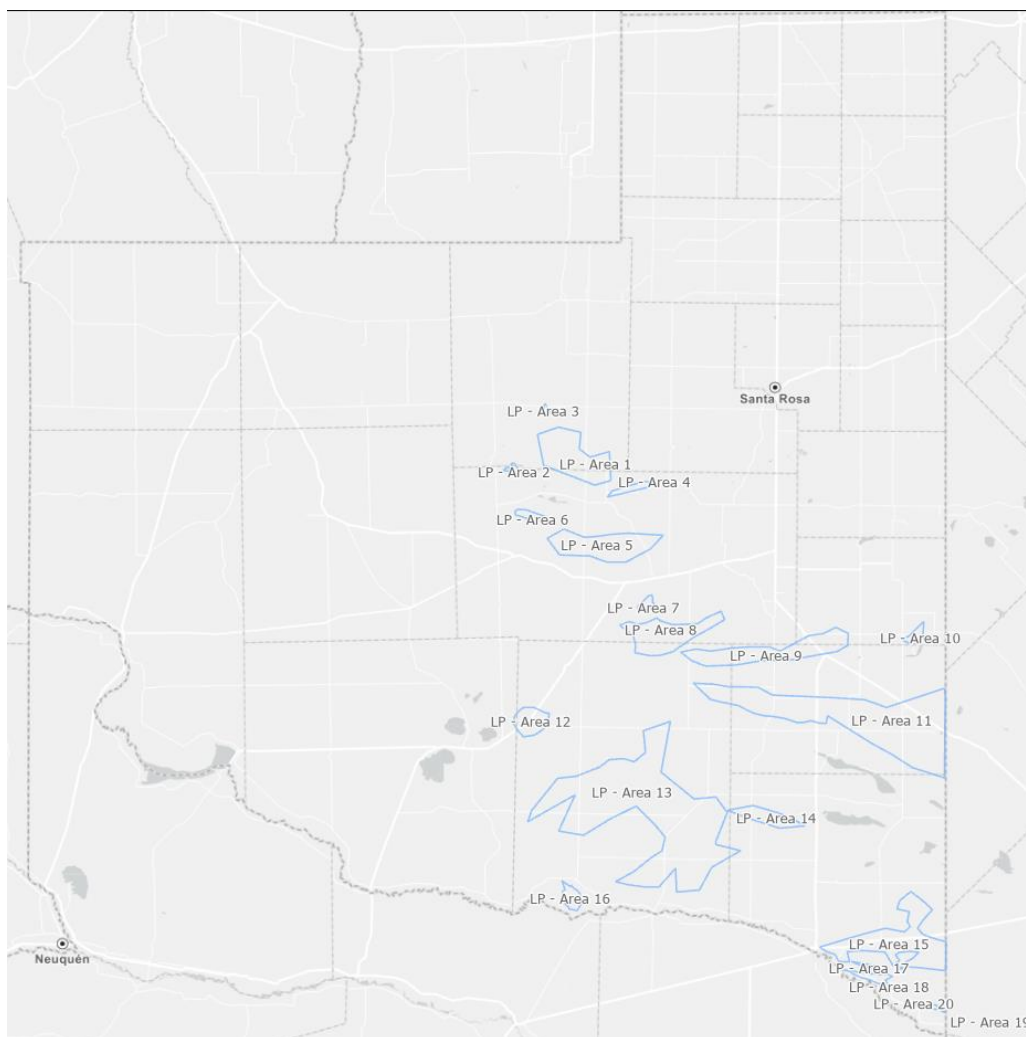 Santa Rosa
LP - Area 3
LP - Area 1
LP - Area 2
LP - Area 4
LP - Area 6
LP - Area 5
LP - Area 7
LP - Area 8
LP - Area 10
LP - Area 9
LP - Area 12
LP - Area 11
LP - Area 13
LP - Area 14
LP - Area 16
LP - Area 15
Neuquén
LP - Area 17
LP - Area 18
LP - Area 20
LP - Area 19